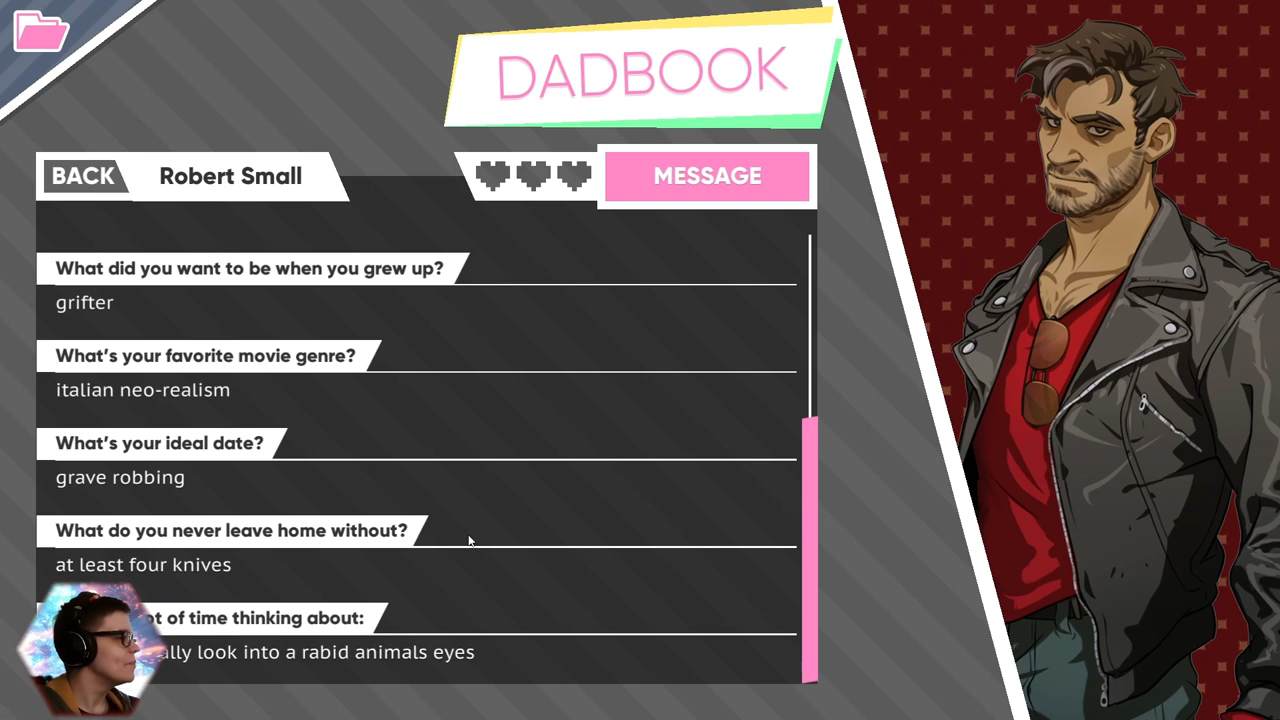 DADBOOK
BACK
Robert Small
MESSAGE
What did you want to be when you grew up?
grifter
What's your favorite movie genre?
italian neo-realism
What's your ideal date?
grave robbing
What do you never leave home without?
at least four knives
of time thinking about:
look into a rabid animals eyes